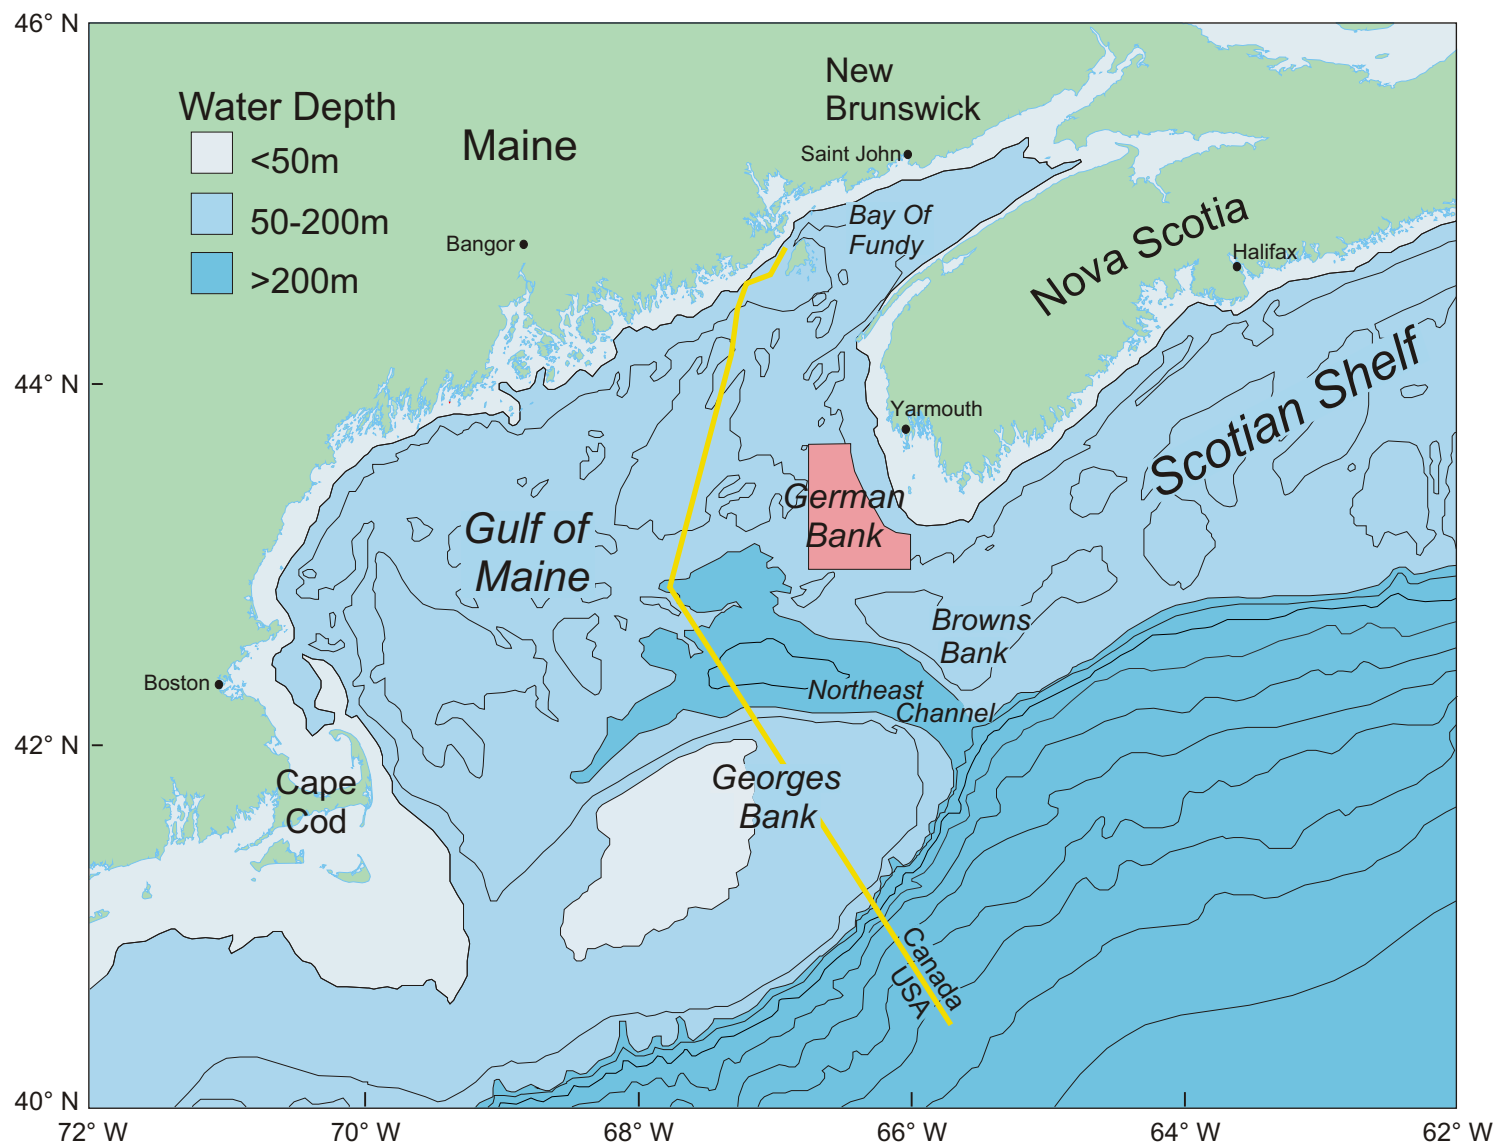 46° N
44° N
42° N
40° N
72° W
70° W
68° W
66° W
64° W
62° W
Water Depth
<50m
50-200m
>200m
Maine
New
Brunswick
Saint John
Bangor
Bay Of
Fundy
Nova Scotia
Halifax
Yarmouth
Scotian Shelf
German
Bank
Gulf of
Maine
Browns
Bank
Northeast
Channel
Boston
Cape
Cod
Georges
Bank
Canada
USA